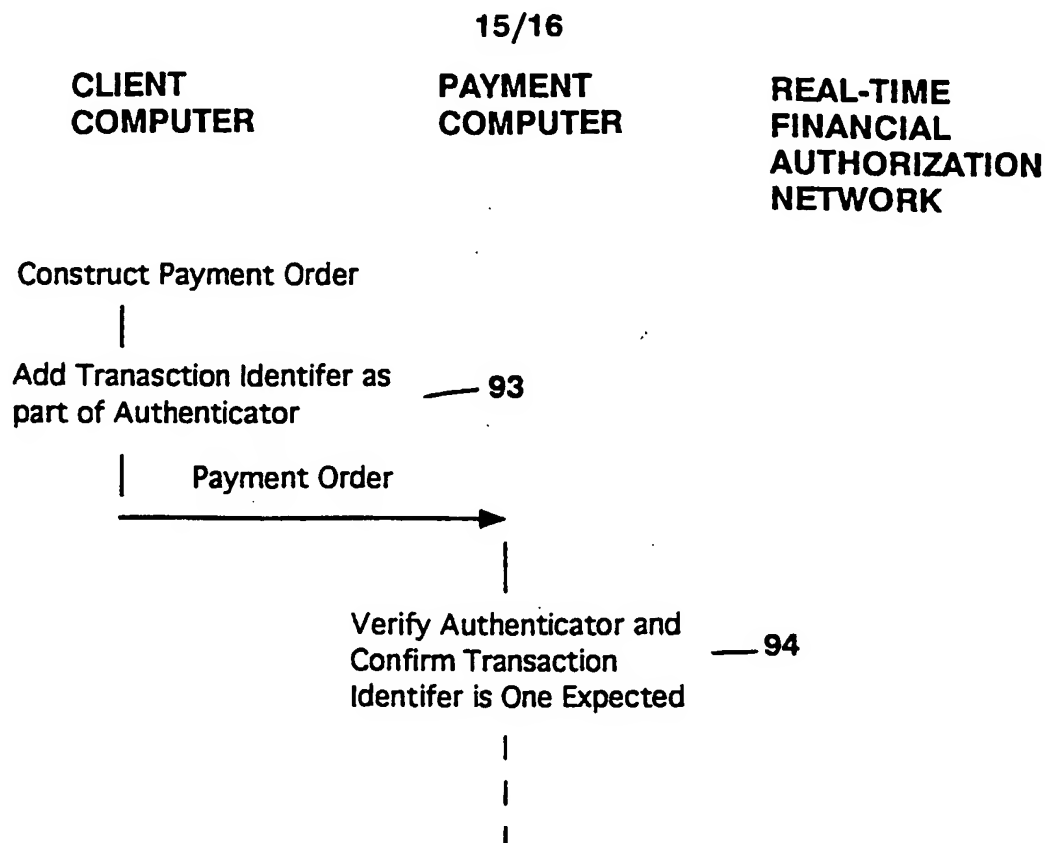 15/16
CLIENT
COMPUTER
PAYMENT
COMPUTER
REAL-TIME
FINANCIAL
AUTHORIZATION
NETWORK
Construct Payment Order
Add Tranasction Identifer as
part of Authenticator
93
Payment Order
Verify Authenticator and
Confirm Transaction
Identifer is One Expected
94